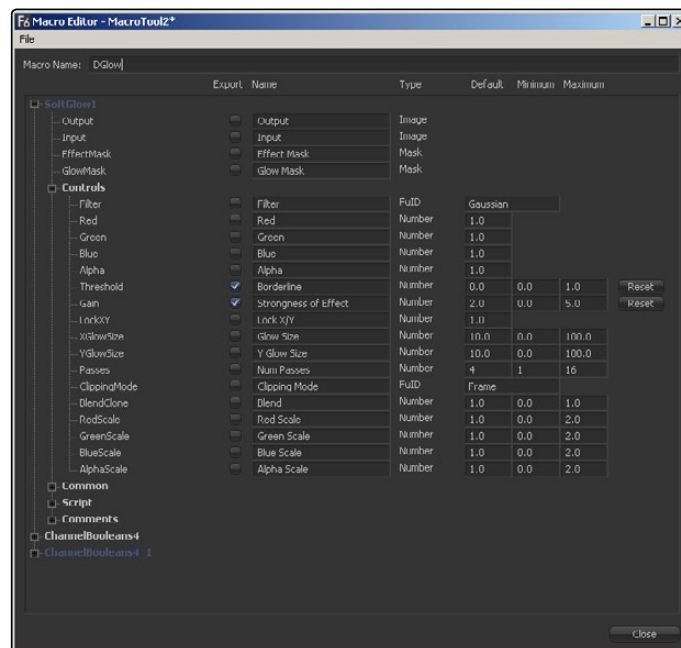 F6 Macro Editor - MacroTool2*
File
Macro Name: DGlow
Export Name Type Default Minimum Maximum
SoftGlow1
Output Output Image
Input Input Image
EffectMask Effect Mask Mask
GlowMask Glow Mask Mask
Controls
Filter Filter FuID Gaussian
Red Red Number 1.0
Green Green Number 1.0
Blue Blue Number 1.0
Alpha Alpha Number 1.0
Threshold Borderline Number 0.0 0.0 1.0 Reset
Gain Strongness of Effect Number 2.0 0.0 5.0 Reset
LockXY Lock X/Y Number 1.0
XGlowSize Glow Size Number 10.0 0.0 100.0
YGlowSize Y Glow Size Number 10.0 0.0 100.0
Passes Num Passes Number 4 1 16
ClippingMode Clipping Mode FuID Frame
BlendClone Blend Number 1.0 0.0 1.0
RedScale Red Scale Number 1.0 0.0 2.0
GreenScale Green Scale Number 1.0 0.0 2.0
BlueScale Blue Scale Number 1.0 0.0 2.0
AlphaScale Alpha Scale Number 1.0 0.0 2.0
Common
Script
Comments
ChannelBooleans4
ChannelBooleans4_1
Close